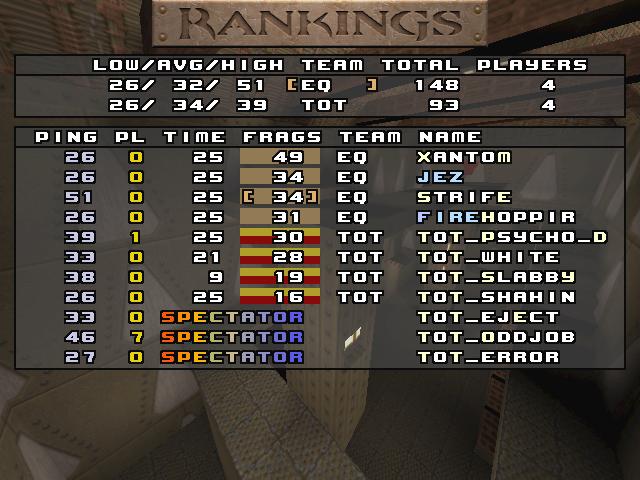 RANKINGS
LOW/AVG/HIGH TEAM TOTAL PLAYERS
26/ 32/ 51 [EQ ] 148 4
26/ 34/ 39 TOT 93 4
PING PL TIME FRAGS TEAM NAME
26 0 25 49 EQ XANTOM
26 0 25 34 EQ JEZ
51 0 25 [ 34] EQ STRIFE
26 0 25 31 EQ FIREHOPPIR
39 1 25 30 TOT TOT_PSYCHO_D
33 0 21 28 TOT TOT_WHITE
38 0 9 19 TOT TOT_SLABBY
26 0 25 16 TOT TOT_SHAHIN
33 0 SPECTATOR TOT_EJECT
46 7 SPECTATOR TOT_ODDJOB
27 0 SPECTATOR TOT_ERROR